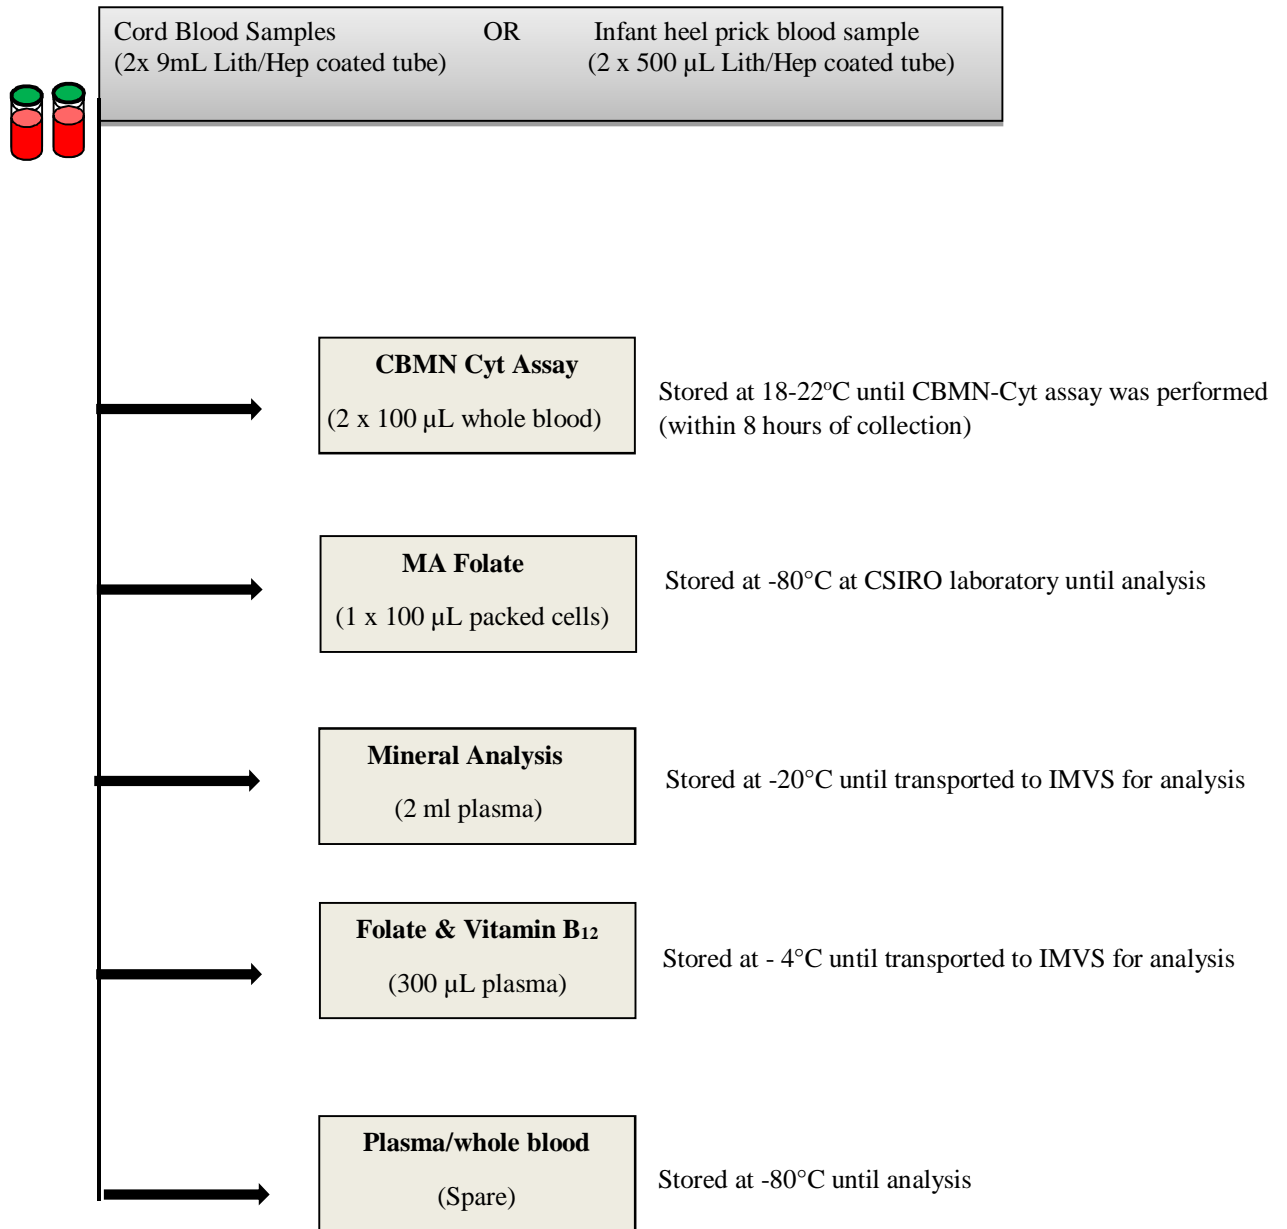 Cord Blood Samples OR Infant heel prick blood sample
(2x 9mL Lith/Hep coated tube) (2 x 500 µL Lith/Hep coated tube)
CBMN Cyt Assay
(2 x 100 µL whole blood)
Stored at 18-22ºC until CBMN-Cyt assay was performed
(within 8 hours of collection)
MA Folate
(1 x 100 µL packed cells)
Stored at -80°C at CSIRO laboratory until analysis
Mineral Analysis
(2 ml plasma)
Stored at -20°C until transported to IMVS for analysis
Folate & Vitamin B₁₂
(300 µL plasma)
Stored at - 4°C until transported to IMVS for analysis
Plasma/whole blood
(Spare)
Stored at -80°C until analysis